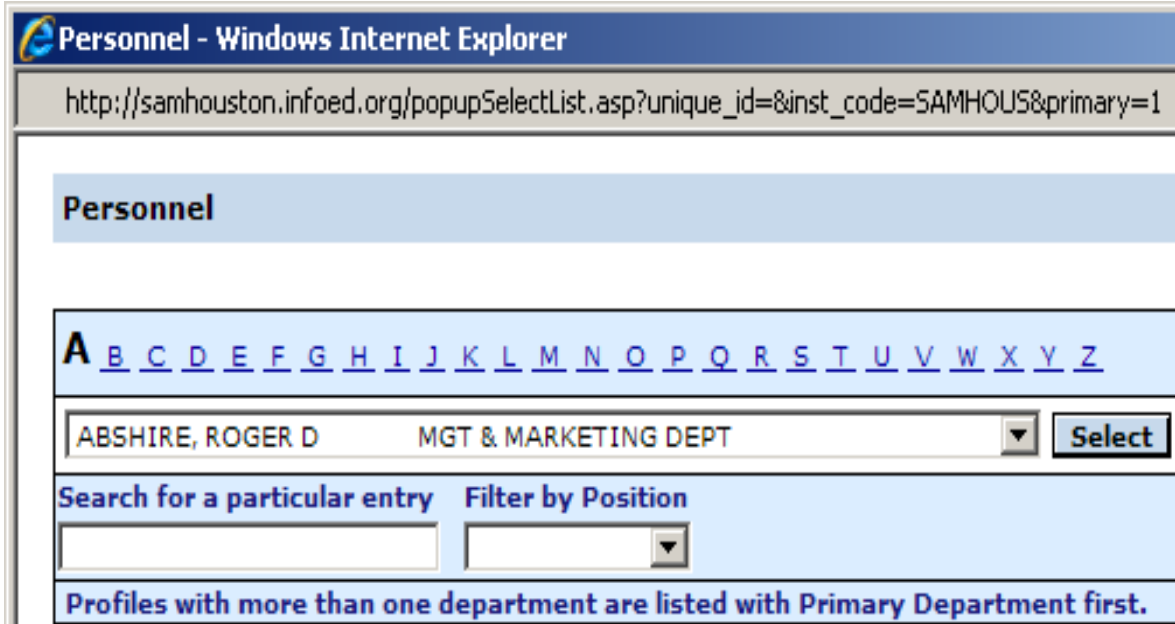 Personnel - Windows Internet Explorer
http://samhouston.infoed.org/popupSelectList.asp?unique_id=&inst_code=SAMHOUS&primary=1
Personnel
A B C D E F G H I J K L M N O P Q R S T U V W X Y Z
ABSHIRE, ROGER D MGT & MARKETING DEPT Select
Search for a particular entry Filter by Position
Profiles with more than one department are listed with Primary Department first.